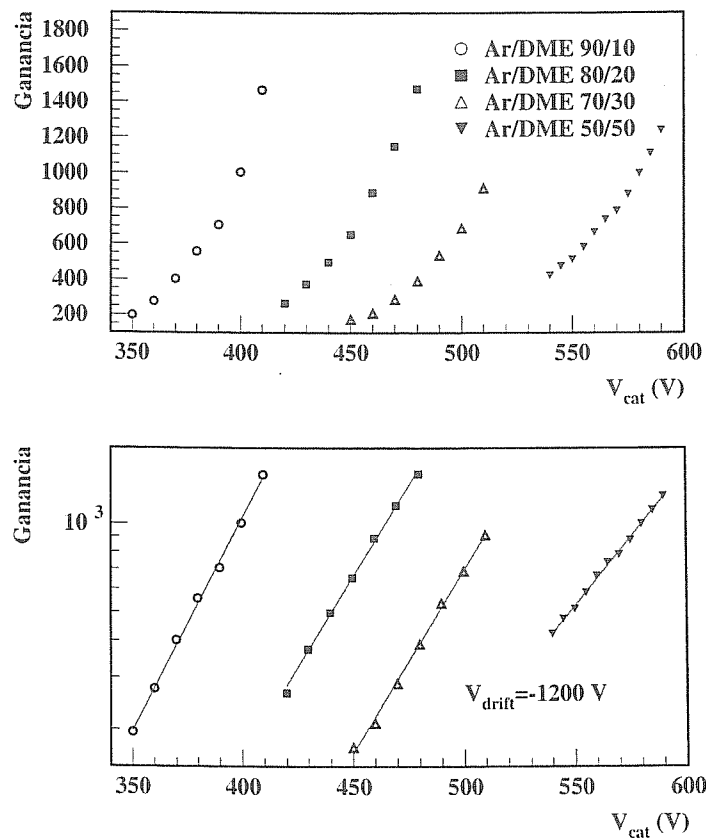 Ganancia
1800
1600
1400
1200
1000
800
600
400
200
Ar/DME 90/10
Ar/DME 80/20
Ar/DME 70/30
Ar/DME 50/50
350 400 450 500 550 600
V_cat (V)
Ganancia
10^3
V_drift=-1200 V
350 400 450 500 550 600
V_cat (V)